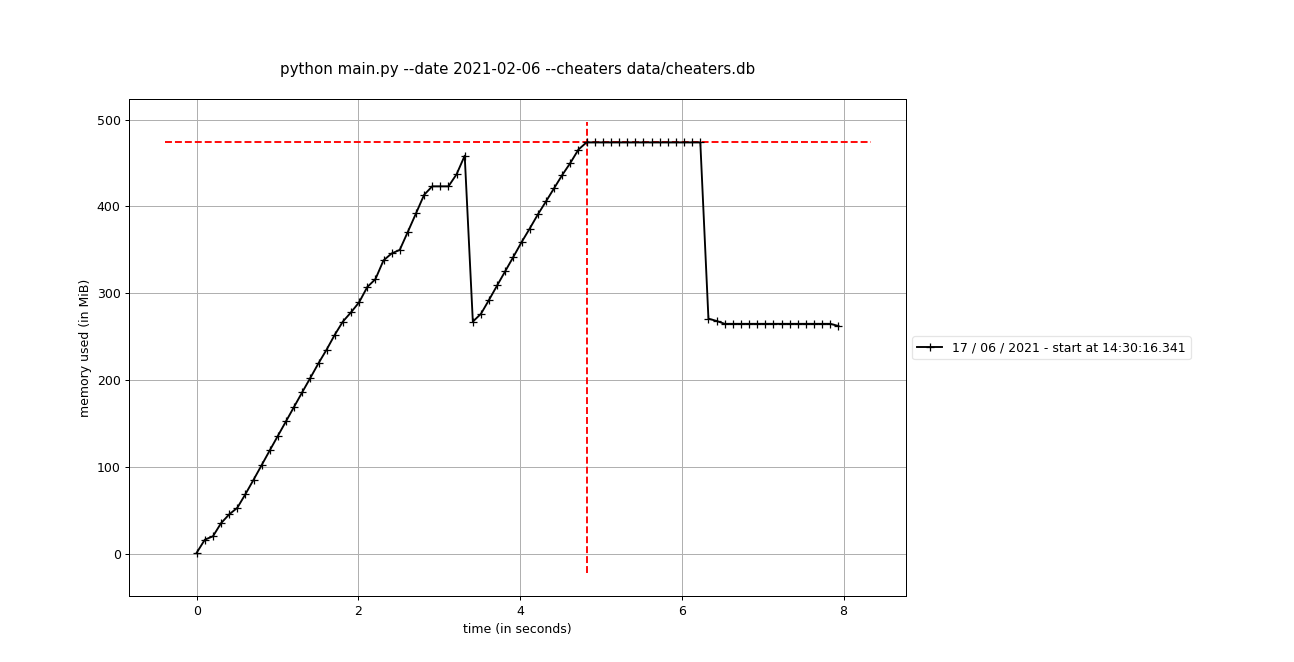 python main.py --date 2021-02-06 --cheaters data/cheaters.db
500
400
300
200
100
0
memory used (in MiB)
0 2 4 6 8
time (in seconds)
17 / 06 / 2021 - start at 14:30:16.341